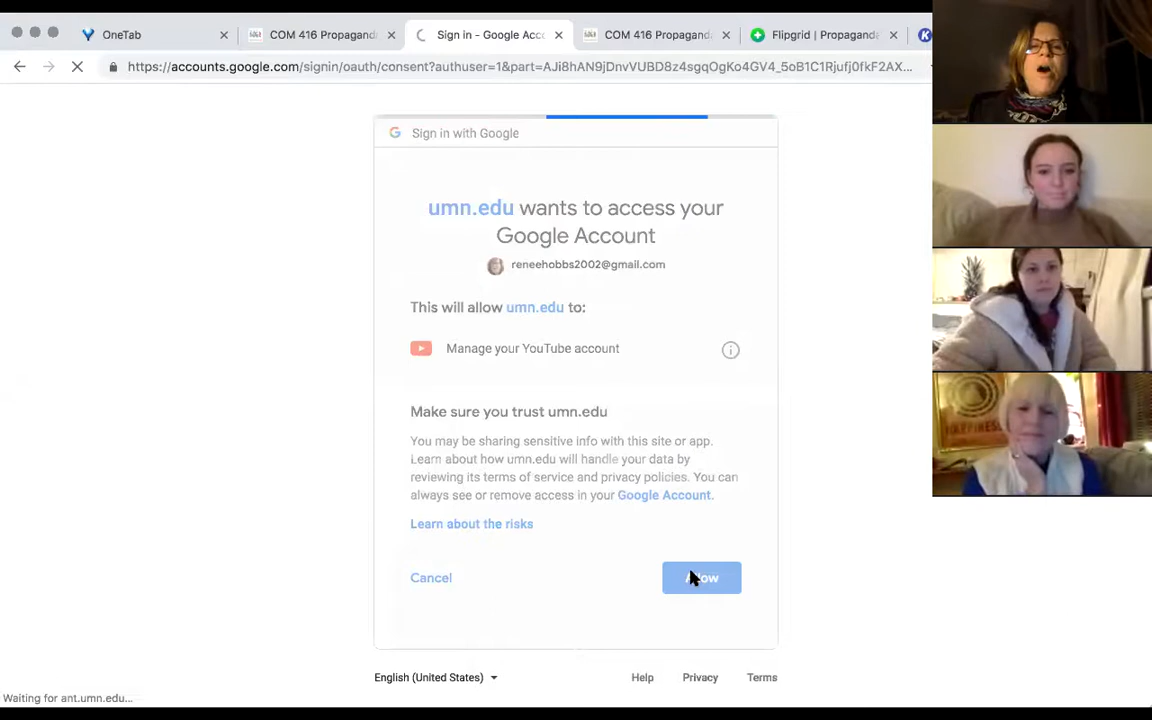 OneTab
COM 416 Propaganda
Sign in - Google Acc
COM 416 Propagand
Flipgrid | Propaganda
https://accounts.google.com/signin/oauth/consent?authuser=1&part=AJi8hAN9jDnvVUBD8z4sgqOgKo4GV4_5oB1C1Rjufj0fkF2AX...
Sign in with Google
umn.edu wants to access your
Google Account
reneehobbs2002@gmail.com
This will allow umn.edu to:
Manage your YouTube account
Make sure you trust umn.edu
You may be sharing sensitive info with this site or app.
Learn about how umn.edu will handle your data by
reviewing its terms of service and privacy policies. You can
always see or remove access in your Google Account.
Learn about the risks
Cancel
Allow
English (United States)
Help
Privacy
Terms
Waiting for ant.umn.edu...